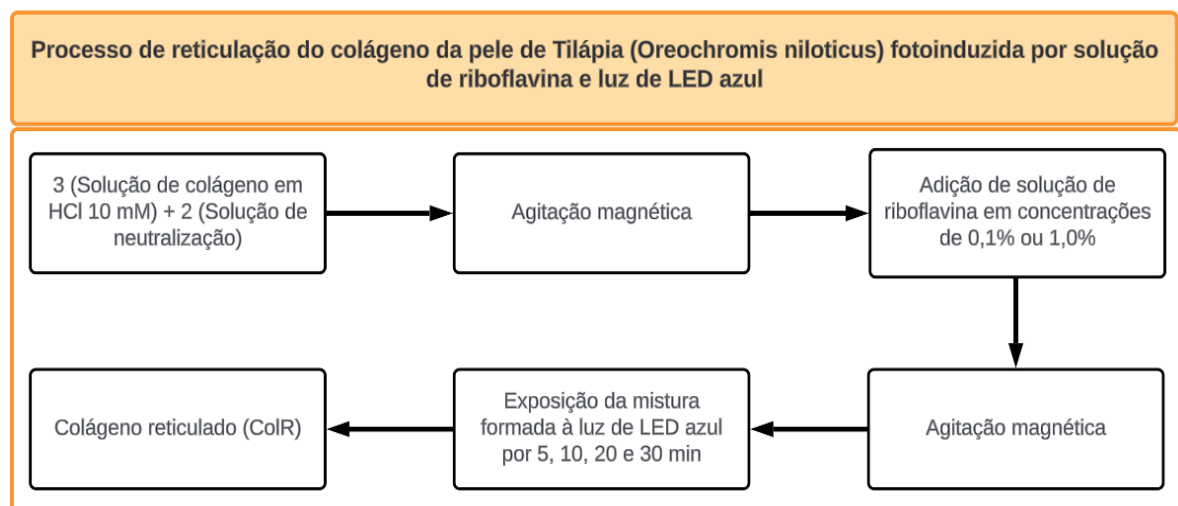 Processo de reticulação do colágeno da pele de Tilápia (Oreochromis niloticus) fotoinduzida por solução
de riboflavina e luz de LED azul
3 (Solução de colágeno em
HCl 10 mM) + 2 (Solução de
neutralização)
Agitação magnética
Adição de solução de
riboflavina em concentrações
de 0,1% ou 1,0%
Agitação magnética
Exposição da mistura
formada à luz de LED azul
por 5, 10, 20 e 30 min
Colágeno reticulado (ColR)